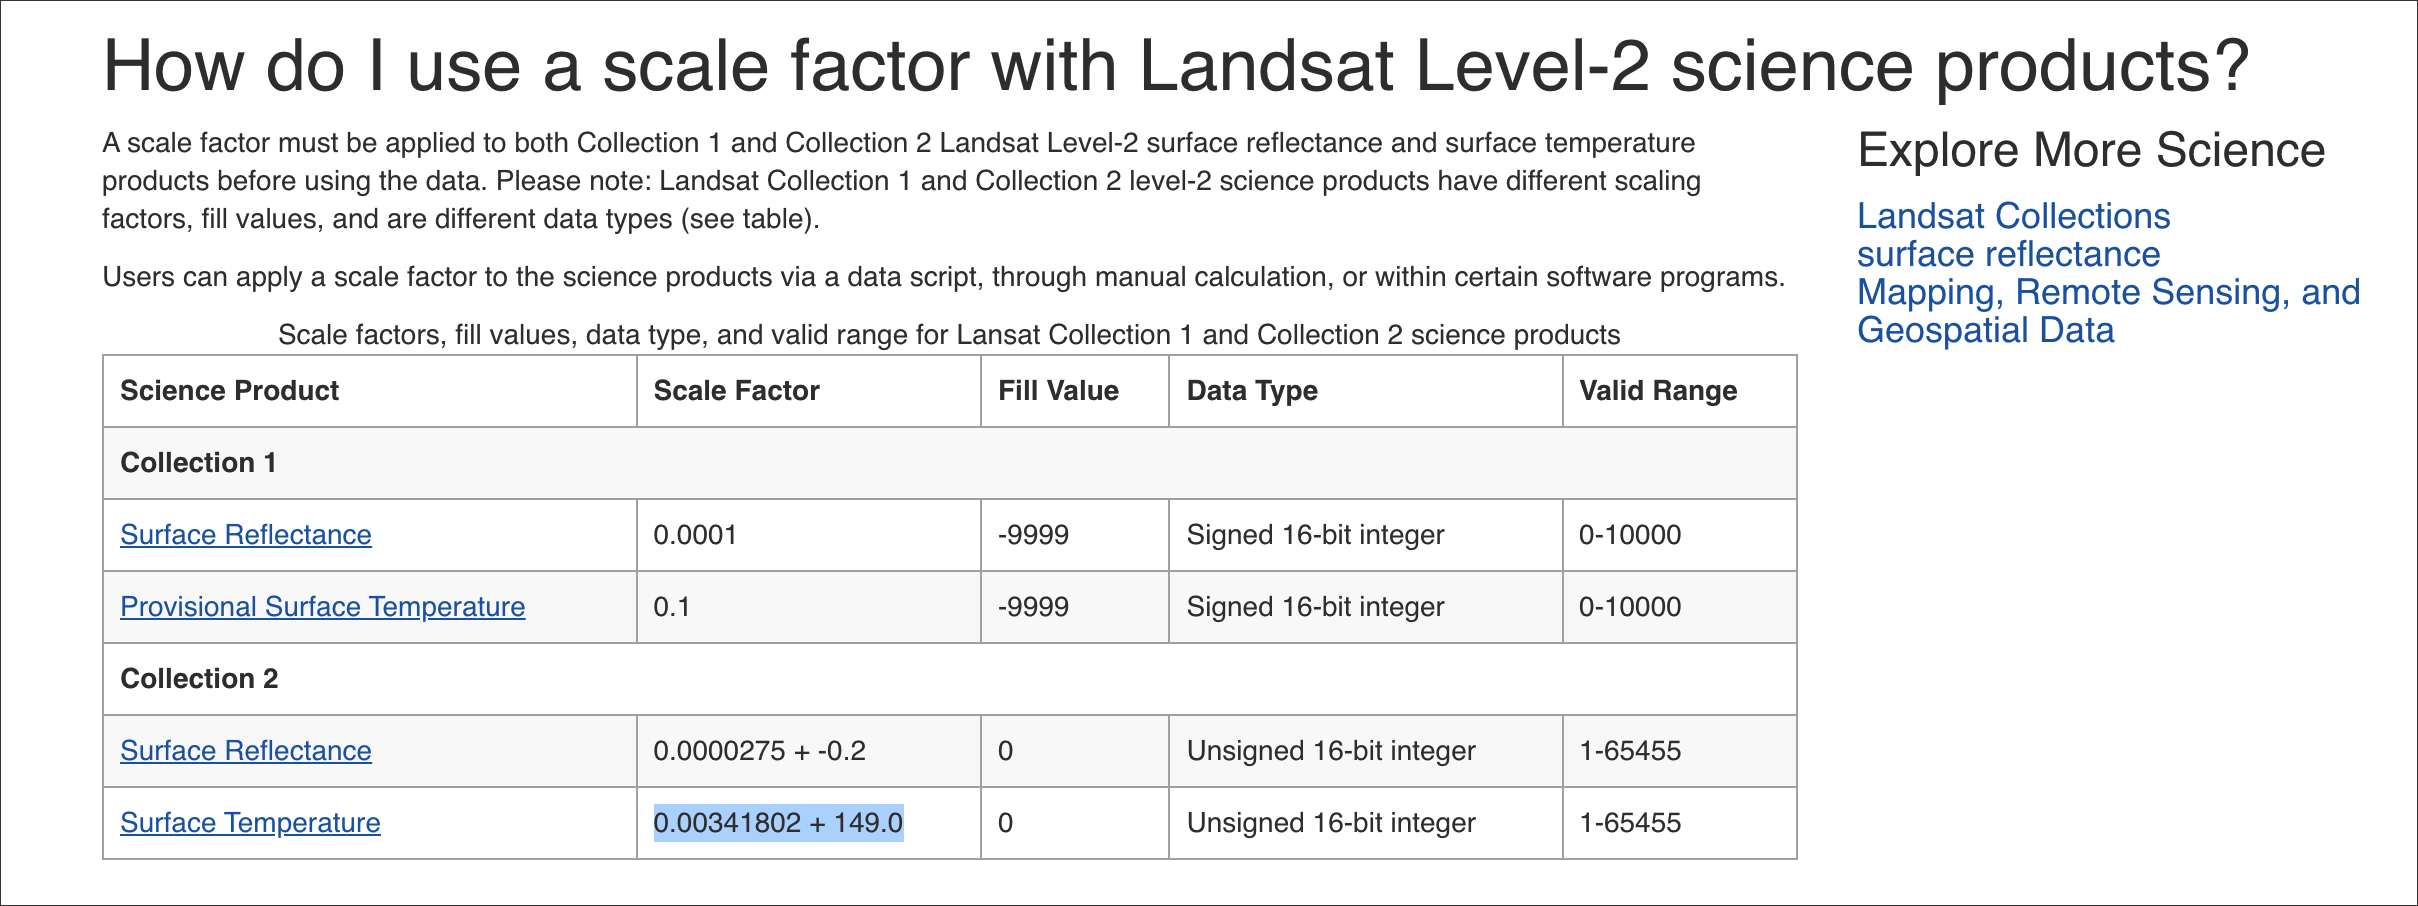 How do I use a scale factor with Landsat Level-2 science products?
A scale factor must be applied to both Collection 1 and Collection 2 Landsat Level-2 surface reflectance and surface temperature
products before using the data. Please note: Landsat Collection 1 and Collection 2 level-2 science products have different scaling
factors, fill values, and are different data types (see table).
Users can apply a scale factor to the science products via a data script, through manual calculation, or within certain software programs.
Scale factors, fill values, data type, and valid range for Lansat Collection 1 and Collection 2 science products
Science Product Scale Factor Fill Value Data Type Valid Range
Collection 1
Surface Reflectance 0.0001 -9999 Signed 16-bit integer 0-10000
Provisional Surface Temperature 0.1 -9999 Signed 16-bit integer 0-10000
Collection 2
Surface Reflectance 0.0000275 + -0.2 0 Unsigned 16-bit integer 1-65455
Surface Temperature 0.00341802 + 149.0 0 Unsigned 16-bit integer 1-65455
Explore More Science
Landsat Collections
surface reflectance
Mapping, Remote Sensing, and
Geospatial Data